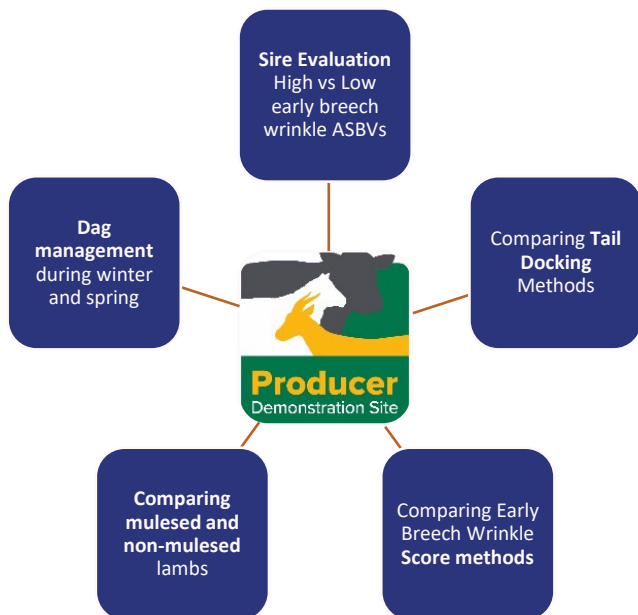 Sire Evaluation
High vs Low
early breech
wrinkle ASBVs
Dag
management
during winter
and spring
Comparing Tail
Docking
Methods
Producer
Demonstration Site
Comparing
mulesed and
non-mulesed
lambs
Comparing Early
Breech Wrinkle
Score methods